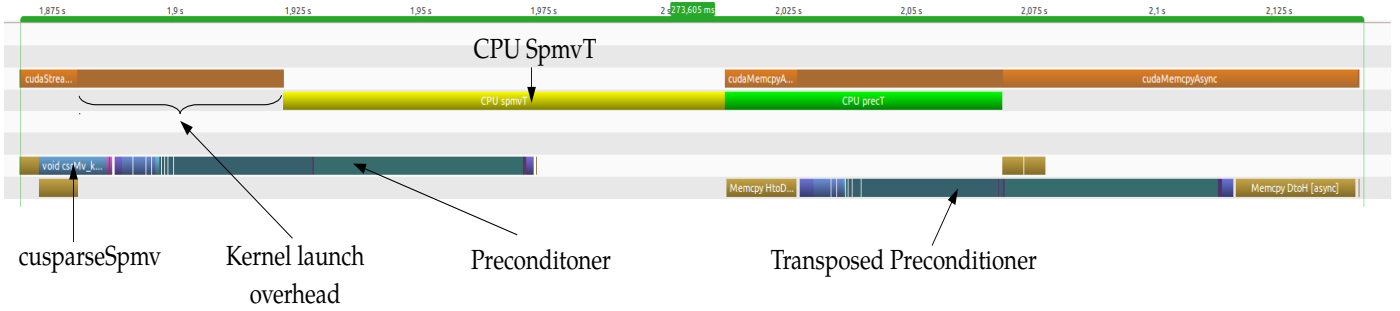 1,875 s 1,9 s 1,925 s 1,95 s 1,975 s 2 s 273,605 ms 2,025 s 2,05 s 2,075 s 2,1 s 2,125 s
CPU SpmvT
cudaStrea... cudaMemcpyA... cudaMemcpyAsync
CPU spmvT CPU precT
void csrMv_k...
Memcpy HtoD... Memcpy DtoH [async]
cusparseSpmv Kernel launch Preconditoner Transposed Preconditioner
overhead